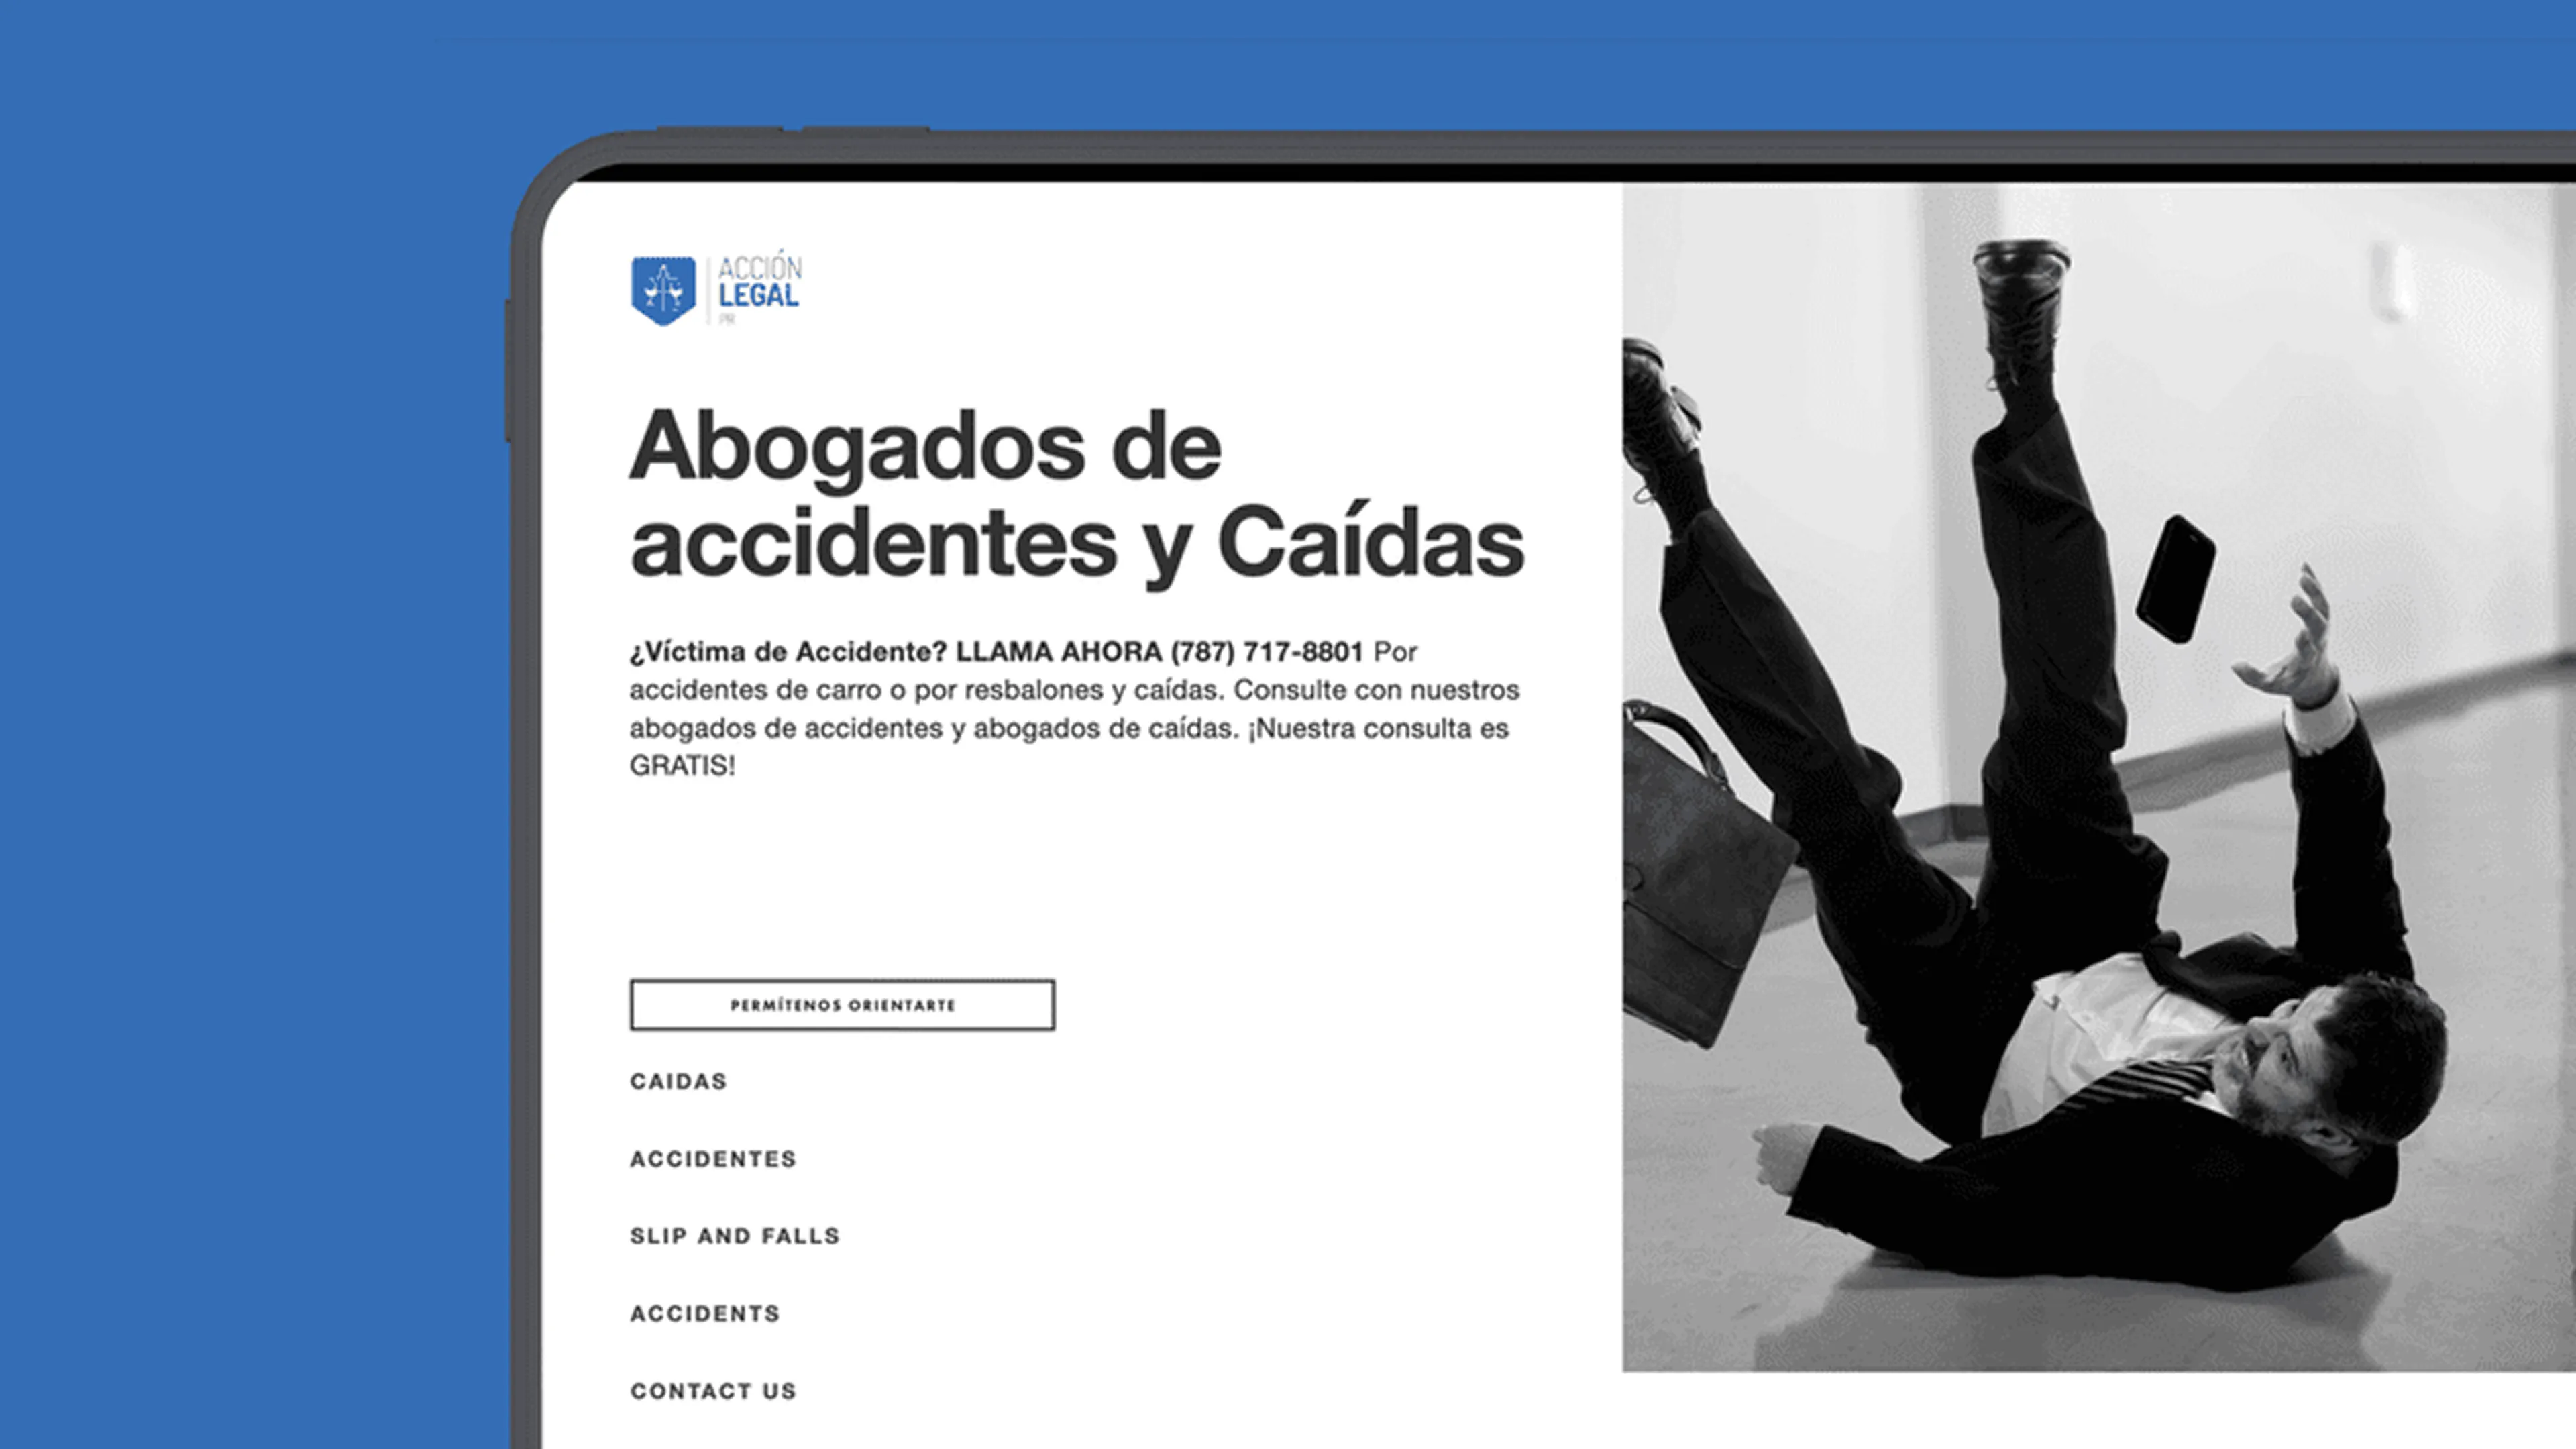 ACCIÓN
LEGAL
PR
Abogados de
accidentes y Caídas
¿Víctima de Accidente? LLAMA AHORA (787) 717-8801 Por
accidentes de carro o por resbalones y caídas. Consulte con nuestros
abogados de accidentes y abogados de caídas. ¡Nuestra consulta es
GRATIS!
PERMÍTENOS ORIENTARTE
CAIDAS
ACCIDENTES
SLIP AND FALLS
ACCIDENTS
CONTACT US